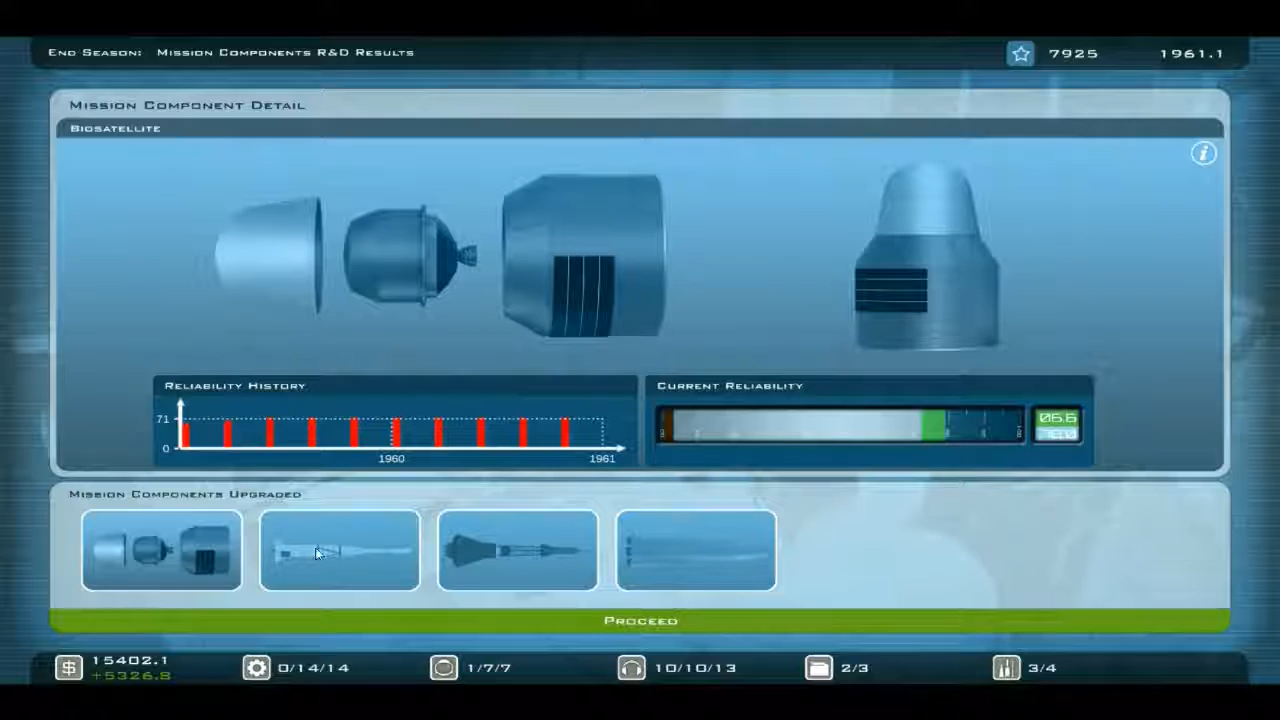 End Season: Mission Components R&D Results
7925
1961.1
Mission Component Detail
Biosatellite
Reliability History
71
0
1960
1961
Current Reliability
06.6
Mission Components Upgraded
Proceed
15402.1
+5326.8
0/14/14
1/7/7
10/10/13
2/3
3/4